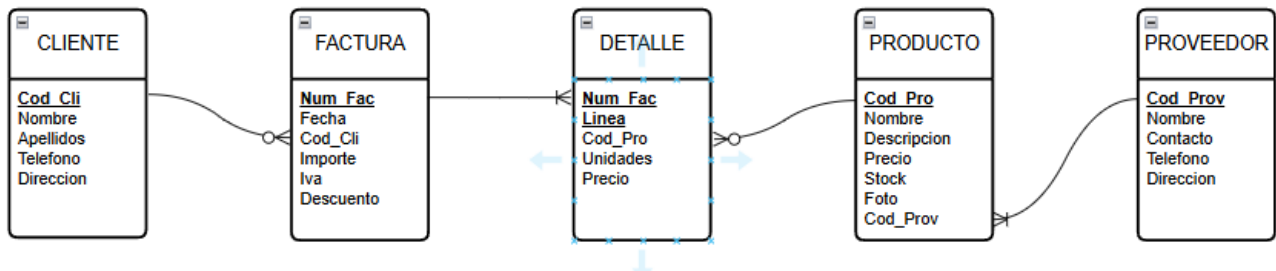 CLIENTE
Cod_Cli
Nombre
Apellidos
Telefono
Direccion
FACTURA
Num_Fac
Fecha
Cod_Cli
Importe
Iva
Descuento
DETALLE
Num_Fac
Linea
Cod_Pro
Unidades
Precio
PRODUCTO
Cod_Pro
Nombre
Descripcion
Precio
Stock
Foto
Cod_Prov
PROVEEDOR
Cod_Prov
Nombre
Contacto
Telefono
Direccion